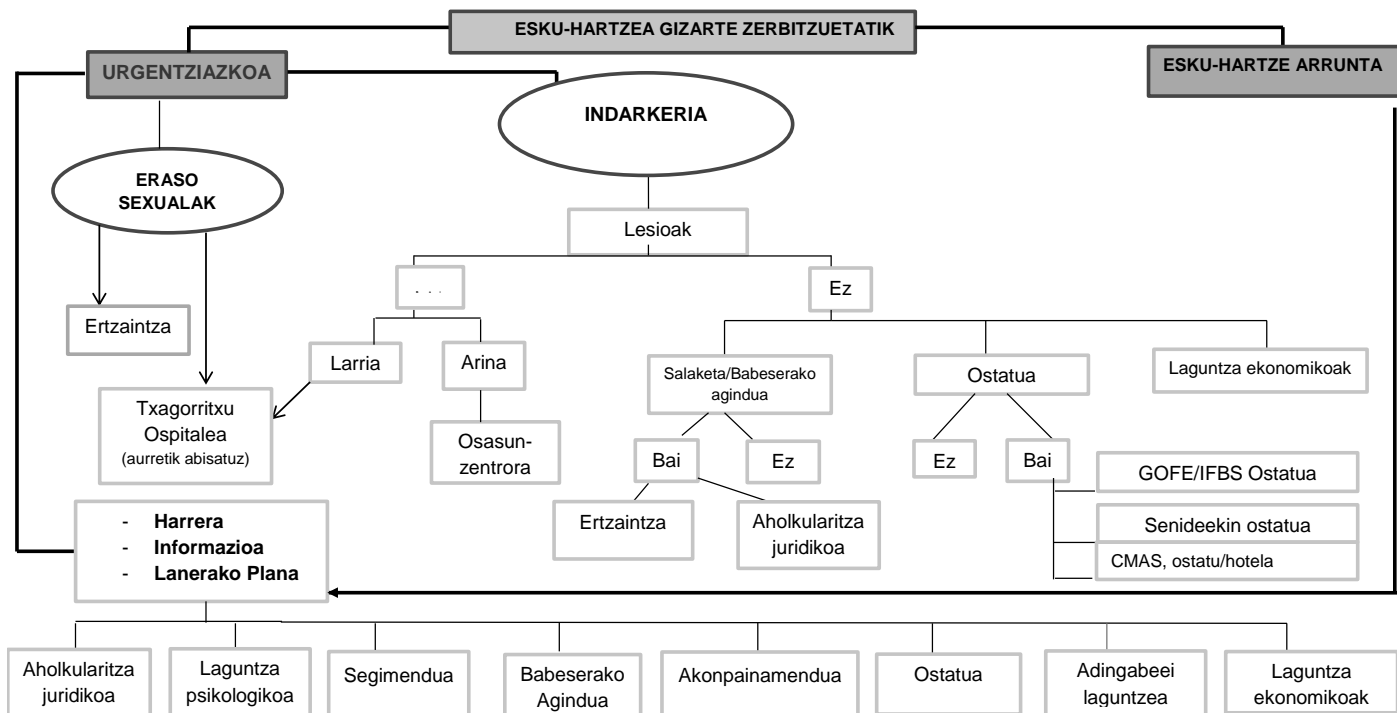 ESKU-HARTZEA GIZARTE ZERBITZUETATIK
URGENTZIAZKOA
ESKU-HARTZE ARRUNTA
INDARKERIA
ERASO
SEXUALAK
Lesioak
. . .
Ez
Ertzaintza
Larria
Arina
Salaketa/Babeserako
agindua
Ostatua
Laguntza ekonomikoak
Txagorritxu
Ospitalea
(aurretik abisatuz)
Osasun-
zentrora
Bai
Ez
Ez
Bai
GOFE/IFBS Ostatua
Senideekin ostatua
CMAS, ostatu/hotela
Ertzaintza
Aholkularitza
juridikoa
- Harrera
- Informazioa
- Lanerako Plana
Aholkularitza
juridikoa
Laguntza
psikologikoa
Segimendua
Babeserako
Agindua
Akonpainamendua
Ostatua
Adingabeei
laguntzea
Laguntza
ekonomikoak